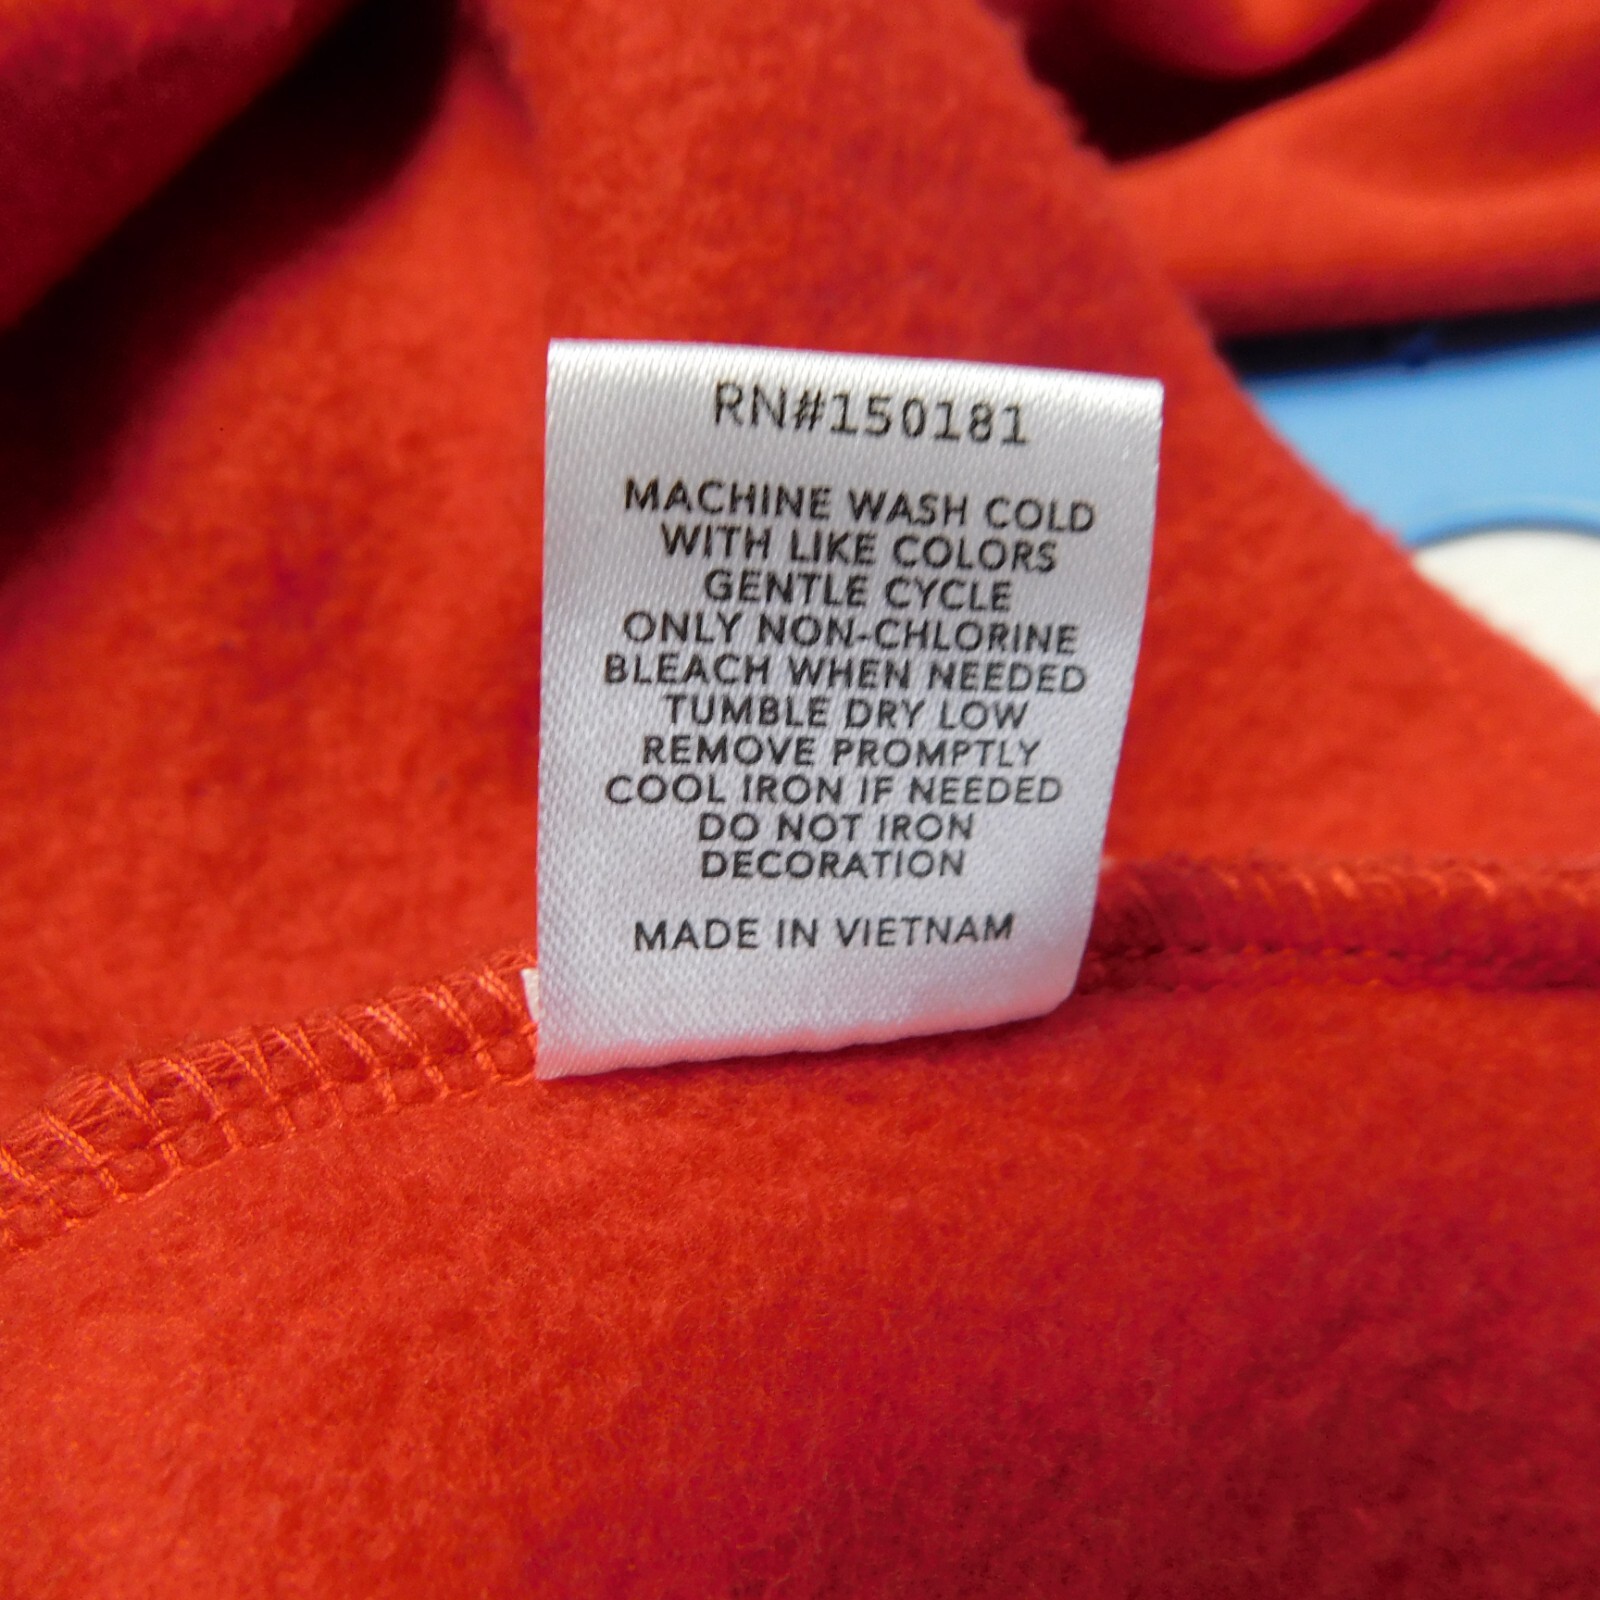 RN#150181
MACHINE WASH COLD
WITH LIKE COLORS
GENTLE CYCLE
ONLY NON-CHLORINE
BLEACH WHEN NEEDED
TUMBLE DRY LOW
REMOVE PROMPTLY
COOL IRON IF NEEDED
DO NOT IRON
DECORATION
MADE IN VIETNAM